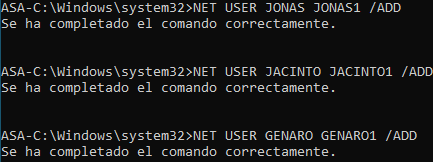 ASA-C:\Windows\system32>NET USER JONAS JONAS1 /ADD
Se ha completado el comando correctamente.
ASA-C:\Windows\system32>NET USER JACINTO JACINTO1 /ADD
Se ha completado el comando correctamente.
ASA-C:\Windows\system32>NET USER GENARO GENARO1 /ADD
Se ha completado el comando correctamente.